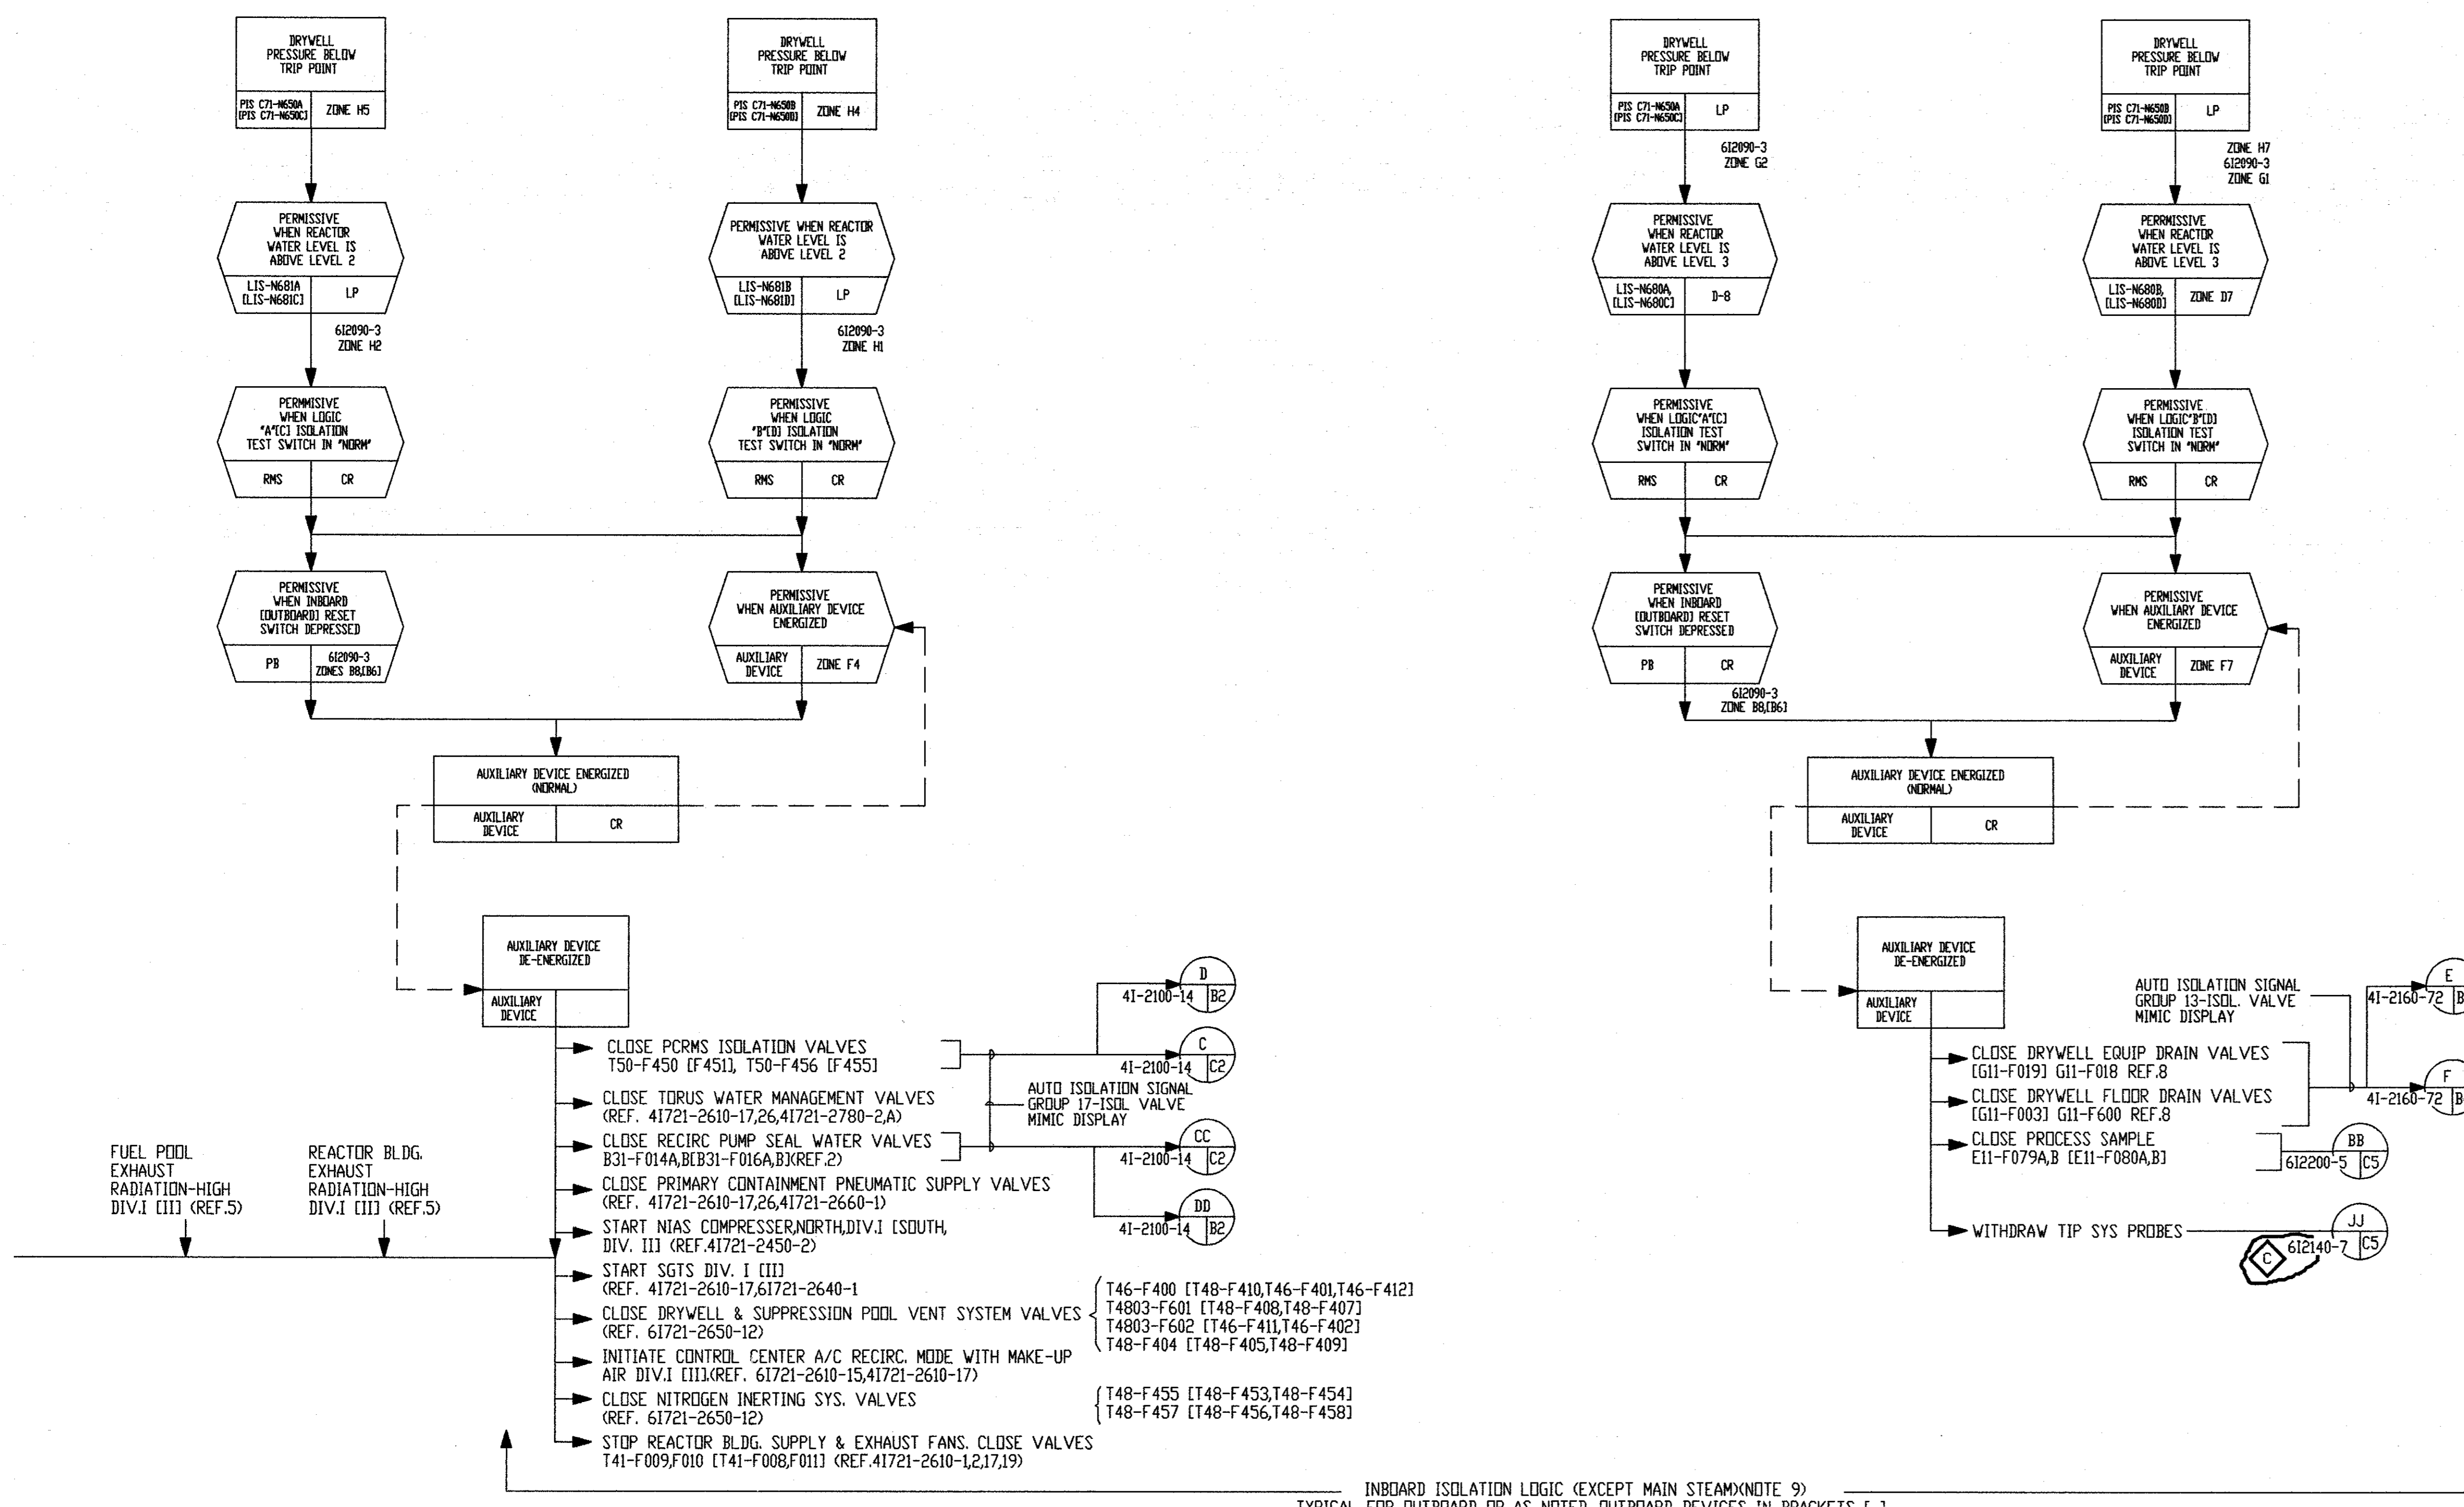 DRYWELL
PRESSURE BELOW
TRIP POINT
PIS C71-N650A
[PIS C71-N650C]
ZONE H5
DRYWELL
PRESSURE BELOW
TRIP POINT
PIS C71-N650B
[PIS C71-N650D]
ZONE H4
DRYWELL
PRESSURE BELOW
TRIP POINT
PIS C71-N650A
[PIS C71-N650C]
LP
6I2090-3
ZONE G2
DRYWELL
PRESSURE BELOW
TRIP POINT
PIS C71-N650B
[PIS C71-N650D]
LP
ZONE H7
6I2090-3
ZONE G1
PERMISSIVE
WHEN REACTOR
WATER LEVEL IS
ABOVE LEVEL 2
LIS-N681A
[LIS-N681C]
LP
6I2090-3
ZONE H2
PERMISSIVE WHEN REACTOR
WATER LEVEL IS
ABOVE LEVEL 2
LIS-N681B
[LIS-N681D]
LP
6I2090-3
ZONE H1
PERMISSIVE
WHEN REACTOR
WATER LEVEL IS
ABOVE LEVEL 3
LIS-N680A,
[LIS-N680C]
D-8
PERRMISSIVE
WHEN REACTOR
WATER LEVEL IS
ABOVE LEVEL 3
LIS-N680B,
[LIS-N680D]
ZONE D7
PERMMISIVE
WHEN LOGIC
"A"[C] ISOLATION
TEST SWITCH IN "NORM"
RMS
CR
PERMISSIVE
WHEN LOGIC
"B"[D] ISOLATION
TEST SWITCH IN "NORM"
RMS
CR
PERMISSIVE
WHEN LOGIC"A"[C]
ISOLATION TEST
SWITCH IN "NORM"
RMS
CR
PERMISSIVE
WHEN LOGIC"B"[D]
ISOLATION TEST
SWITCH IN "NORM"
RMS
CR
PERMISSIVE
WHEN INBOARD
[OUTBOARD] RESET
SWITCH DEPRESSED
PB
6I2090-3
ZONES B8,[B6]
PERMISSIVE
WHEN AUXILIARY DEVICE
ENERGIZED
AUXILIARY
DEVICE
ZONE F4
PERMISSIVE
WHEN INBOARD
[OUTBOARD] RESET
SWITCH DEPRESSED
PB
CR
6I2090-3
ZONE B8,[B6]
PERMISSIVE
WHEN AUXILIARY DEVICE
ENERGIZED
AUXILIARY
DEVICE
ZONE F7
AUXILIARY DEVICE ENERGIZED
(NORMAL)
AUXILIARY
DEVICE
CR
AUXILIARY DEVICE ENERGIZED
(NORMAL)
AUXILIARY
DEVICE
CR
AUXILIARY DEVICE
DE-ENERGIZED
AUXILIARY
DEVICE
CLOSE PCRMS ISOLATION VALVES
T50-F450 [F451], T50-F456 [F455]
CLOSE TORUS WATER MANAGEMENT VALVES
(REF. 4I721-2610-17,26,4I721-2780-2,A)
CLOSE RECIRC PUMP SEAL WATER VALVES
B31-F014A,B[B31-F016A,B](REF.2)
CLOSE PRIMARY CONTAINMENT PNEUMATIC SUPPLY VALVES
(REF. 4I721-2610-17,26,4I721-2660-1)
START NIAS COMPRESSER,NORTH,DIV.I [SOUTH,
DIV. II] (REF.4I721-2450-2)
START SGTS DIV. I [II]
(REF. 4I721-2610-17,6I721-2640-1
CLOSE DRYWELL & SUPPRESSION POOL VENT SYSTEM VALVES
(REF. 6I721-2650-12)
T46-F400 [T48-F410,T46-F401,T46-F412]
T4803-F601 [T48-F408,T48-F407]
T4803-F602 [T46-F411,T46-F402]
T48-F404 [T48-F405,T48-F409]
INITIATE CONTROL CENTER A/C RECIRC. MODE WITH MAKE-UP
AIR DIV.I [II].(REF. 6I721-2610-15,4I721-2610-17)
CLOSE NITROGEN INERTING SYS. VALVES
(REF. 6I721-2650-12)
T48-F455 [T48-F453,T48-F454]
T48-F457 [T48-F456,T48-F458]
STOP REACTOR BLDG. SUPPLY & EXHAUST FANS. CLOSE VALVES
T41-F009,F010 [T41-F008,F011] (REF.4I721-2610-1,2,17,19)
FUEL POOL
EXHAUST
RADIATION-HIGH
DIV.I [II] (REF.5)
REACTOR BLDG.
EXHAUST
RADIATION-HIGH
DIV.I [II] (REF.5)
D
4I-2100-14 B2
C
4I-2100-14 C2
AUTO ISOLATION SIGNAL
GROUP 17-ISOL VALVE
MIMIC DISPLAY
CC
4I-2100-14 C2
DD
4I-2100-14 B2
AUXILIARY DEVICE
DE-ENERGIZED
AUXILIARY
DEVICE
AUTO ISOLATION SIGNAL
GROUP 13-ISOL. VALVE
MIMIC DISPLAY
E
4I-2160-72
CLOSE DRYWELL EQUIP DRAIN VALVES
[G11-F019] G11-F018 REF.8
CLOSE DRYWELL FLOOR DRAIN VALVES
[G11-F003] G11-F600 REF.8
F
4I-2160-72
CLOSE PROCESS SAMPLE
E11-F079A,B [E11-F080A,B]
BB
6I2200-5 C5
WITHDRAW TIP SYS PROBES
JJ
6I2140-7 C5
C
INBOARD ISOLATION LOGIC (EXCEPT MAIN STEAM)(NOTE 9)
TYPICAL FOR OUTBOARD OR AS NOTED OUTBOARD DEVICES IN BRACKETS [ ]